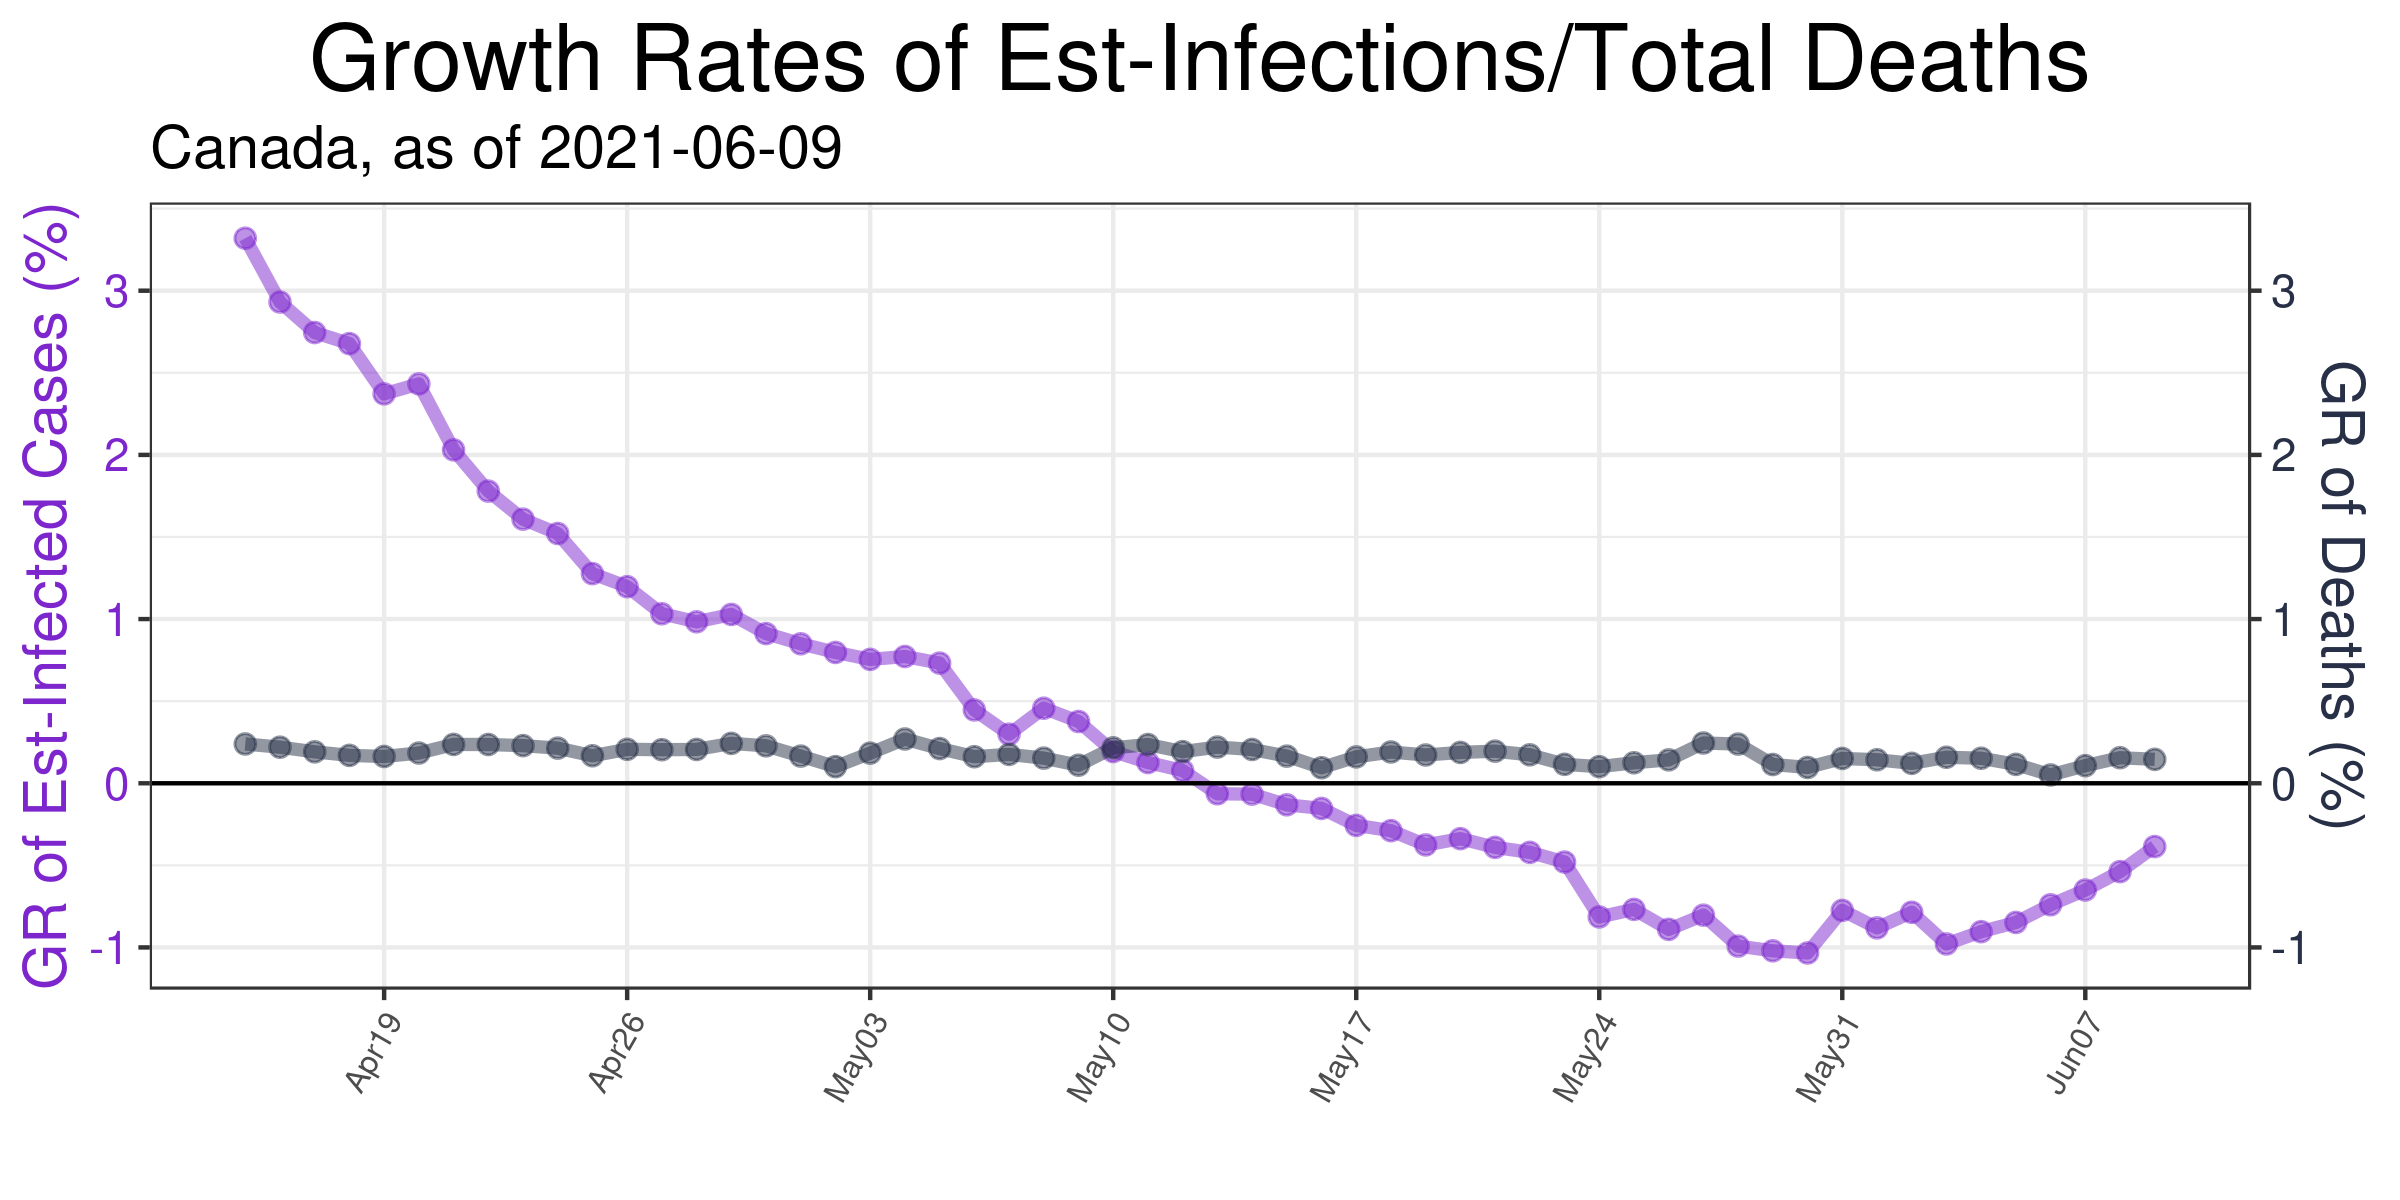 Growth Rates of Est-Infections/Total Deaths
Canada, as of 2021-06-09
GR of Est-Infected Cases (%)
3
2
1
0
-1
3
2
1
0
-1
GR of Deaths (%)
Apr19
Apr26
May03
May10
May17
May24
May31
Jun07